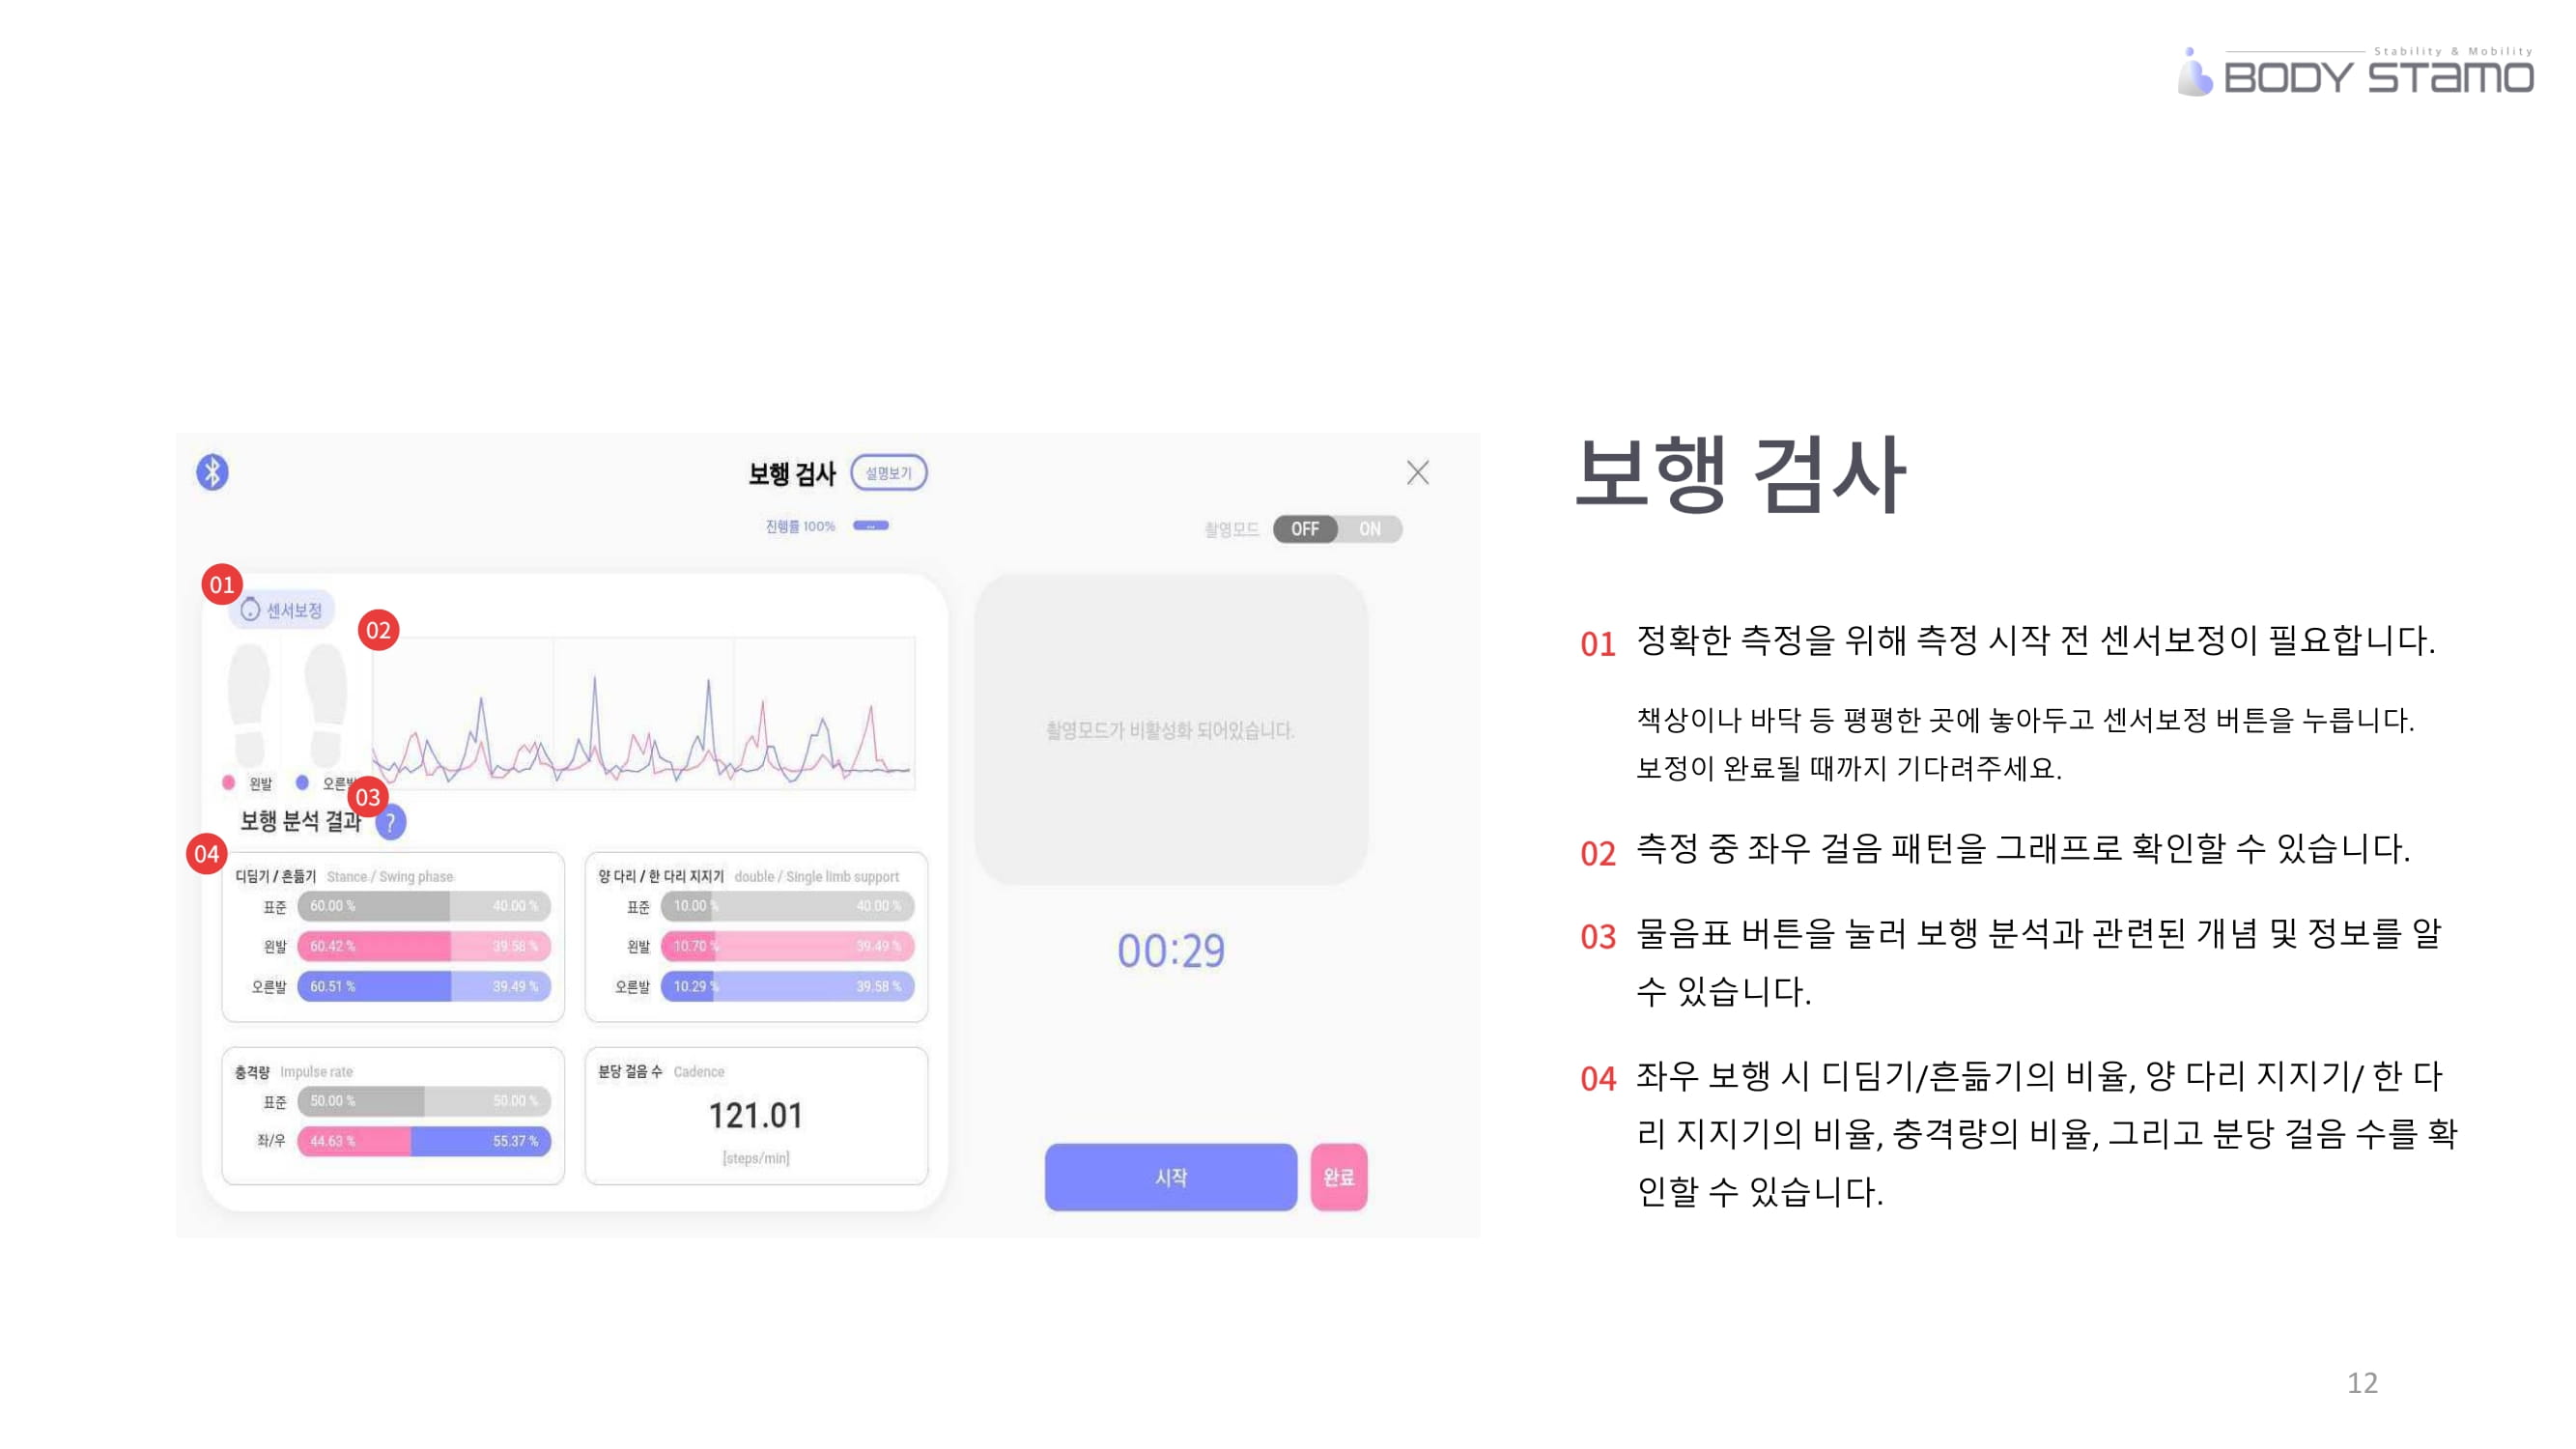 Stability & Mobility
BODY STamo
보행 검사
설명보기
진행률 100%
촬영모드
OFF
ON
01
센서보정
02
왼발
03
보행 분석 결과
?
04
디딤기 / 흔듦기 Stance / Swing phase
표준 60.00 % 40.00 %
왼발 60.42 % 39.58 %
오른발 60.51 % 39.49 %
양 다리 / 한 다리 지지기 double / Single limb support
표준 10.00 % 40.00 %
왼발 10.70 % 39.49 %
오른발 10.29 % 39.58 %
충격량 Impulse rate
표준 50.00 % 50.00 %
좌/우 44.63 % 55.37 %
분당 걸음 수 Cadence
121.01
[steps/min]
촬영모드가 비활성화 되어있습니다.
00:29
시작
완료
보행 검사
01 정확한 측정을 위해 측정 시작 전 센서보정이 필요합니다.
책상이나 바닥 등 평평한 곳에 놓아두고 센서보정 버튼을 누릅니다.
보정이 완료될 때까지 기다려주세요.
02 측정 중 좌우 걸음 패턴을 그래프로 확인할 수 있습니다.
03 물음표 버튼을 눌러 보행 분석과 관련된 개념 및 정보를 알
수 있습니다.
04 좌우 보행 시 디딤기/흔듦기의 비율, 양 다리 지지기/ 한 다
리 지지기의 비율, 충격량의 비율, 그리고 분당 걸음 수를 확
인할 수 있습니다.
12